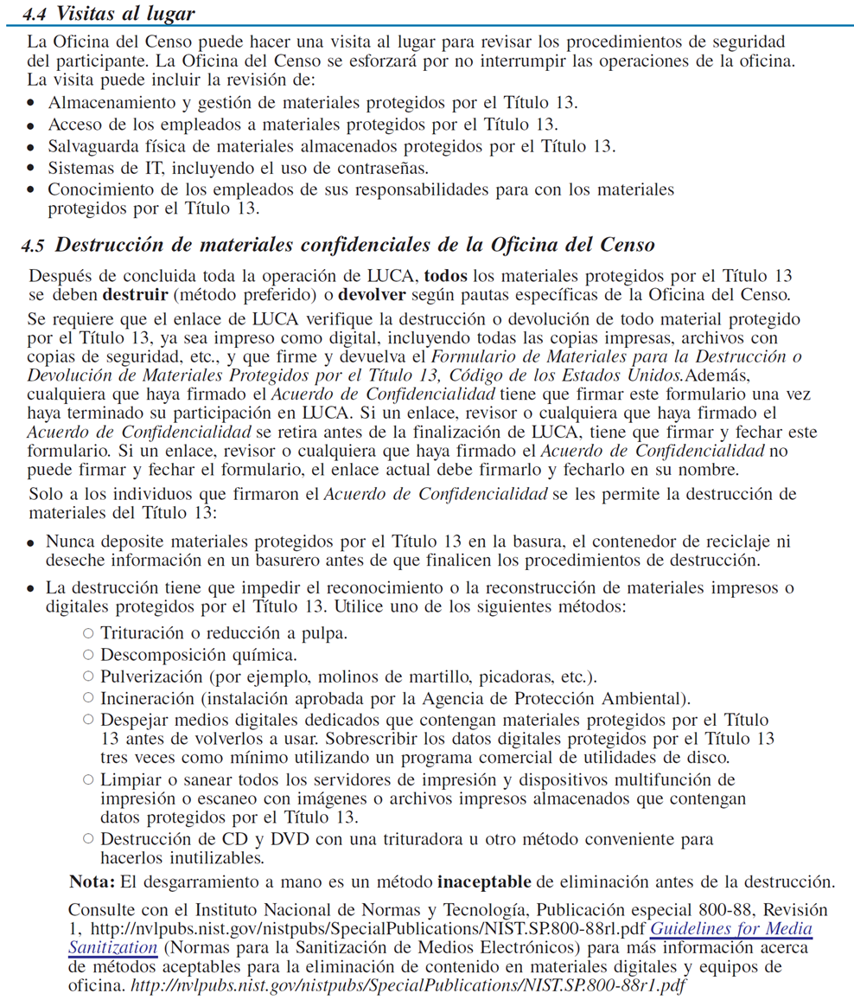 4.4 Visitas al lugar
La Oficina del Censo puede hacer una visita al lugar para revisar los procedimientos de seguridad
del participante. La Oficina del Censo se esforzará por no interrumpir las operaciones de la oficina.
La visita puede incluir la revisión de:
• Almacenamiento y gestión de materiales protegidos por el Título 13.
• Acceso de los empleados a materiales protegidos por el Título 13.
• Salvaguarda física de materiales almacenados protegidos por el Título 13.
• Sistemas de IT, incluyendo el uso de contraseñas.
• Conocimiento de los empleados de sus responsabilidades para con los materiales
protegidos por el Título 13.
4.5 Destrucción de materiales confidenciales de la Oficina del Censo
Después de concluida toda la operación de LUCA, todos los materiales protegidos por el Título 13
se deben destruir (método preferido) o devolver según pautas específicas de la Oficina del Censo.
Se requiere que el enlace de LUCA verifique la destrucción o devolución de todo material protegido
por el Título 13, ya sea impreso como digital, incluyendo todas las copias impresas, archivos con
copias de seguridad, etc., y que firme y devuelva el Formulario de Materiales para la Destrucción o
Devolución de Materiales Protegidos por el Título 13, Código de los Estados Unidos.Además,
cualquiera que haya firmado el Acuerdo de Confidencialidad tiene que firmar este formulario una vez
haya terminado su participación en LUCA. Si un enlace, revisor o cualquiera que haya firmado el
Acuerdo de Confidencialidad se retira antes de la finalización de LUCA, tiene que firmar y fechar este
formulario. Si un enlace, revisor o cualquiera que haya firmado el Acuerdo de Confidencialidad no
puede firmar y fechar el formulario, el enlace actual debe firmarlo y fecharlo en su nombre.
Solo a los individuos que firmaron el Acuerdo de Confidencialidad se les permite la destrucción de
materiales del Título 13:
• Nunca deposite materiales protegidos por el Título 13 en la basura, el contenedor de reciclaje ni
deseche información en un basurero antes de que finalicen los procedimientos de destrucción.
• La destrucción tiene que impedir el reconocimiento o la reconstrucción de materiales impresos o
digitales protegidos por el Título 13. Utilice uno de los siguientes métodos:
○ Trituración o reducción a pulpa.
○ Descomposición química.
○ Pulverización (por ejemplo, molinos de martillo, picadoras, etc.).
○ Incineración (instalación aprobada por la Agencia de Protección Ambiental).
○ Despejar medios digitales dedicados que contengan materiales protegidos por el Título
13 antes de volverlos a usar. Sobrescribir los datos digitales protegidos por el Título 13
tres veces como mínimo utilizando un programa comercial de utilidades de disco.
○ Limpiar o sanear todos los servidores de impresión y dispositivos multifunción de
impresión o escaneo con imágenes o archivos impresos almacenados que contengan
datos protegidos por el Título 13.
○ Destrucción de CD y DVD con una trituradora u otro método conveniente para
hacerlos inutilizables.
Nota: El desgarramiento a mano es un método inaceptable de eliminación antes de la destrucción.
Consulte con el Instituto Nacional de Normas y Tecnología, Publicación especial 800-88, Revisión
1, http://nvlpubs.nist.gov/nistpubs/SpecialPublications/NIST.SP.800-88rl.pdf Guidelines for Media
Sanitization (Normas para la Sanitización de Medios Electrónicos) para más información acerca
de métodos aceptables para la eliminación de contenido en materiales digitales y equipos de
oficina. http://nvlpubs.nist.gov/nistpubs/SpecialPublications/NIST.SP.800-88r1.pdf